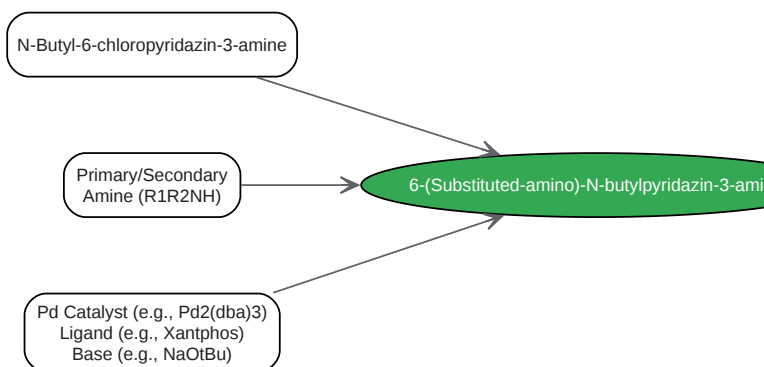 N-Butyl-6-chloropyridazin-3-amine
Primary/Secondary
Amine (R1R2NH)
6-(Substituted-amino)-N-butylpyridazin-3-ami
Pd Catalyst (e.g., Pd2(dba)3)
Ligand (e.g., Xantphos)
Base (e.g., NaOtBu)